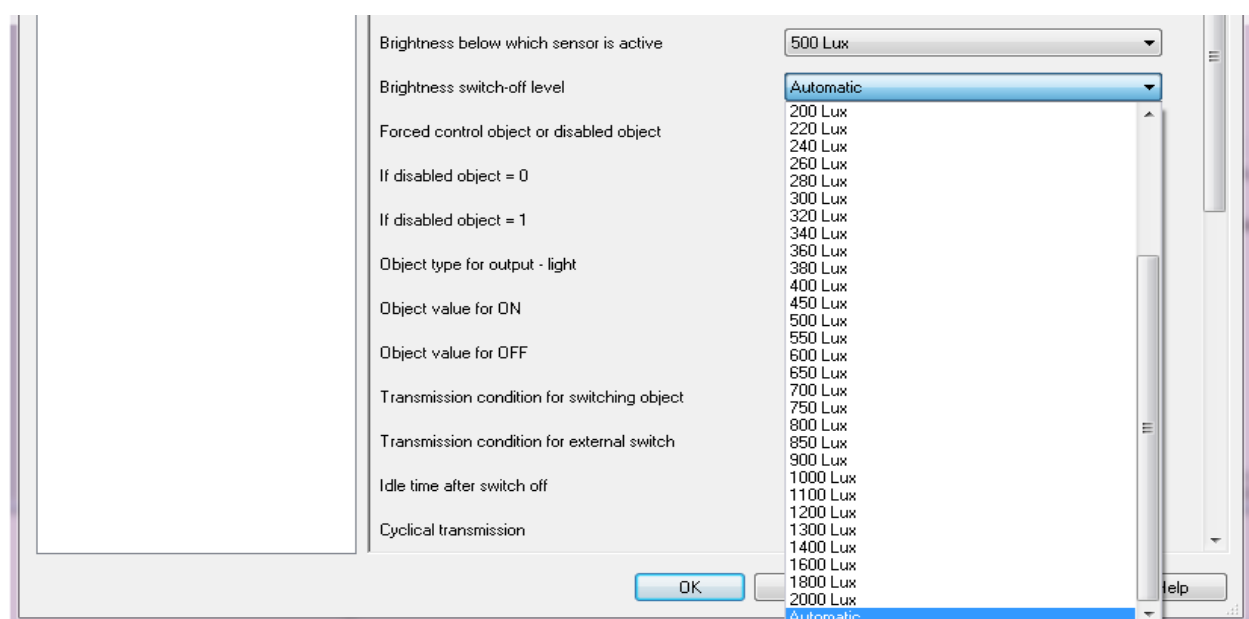 Brightness below which sensor is active 500 Lux
Brightness switch-off level Automatic
200 Lux
Forced control object or disabled object 220 Lux
240 Lux
260 Lux
If disabled object = 0 280 Lux
300 Lux
If disabled object = 1 320 Lux
340 Lux
360 Lux
Object type for output - light 380 Lux
400 Lux
Object value for ON 450 Lux
500 Lux
550 Lux
Object value for OFF 600 Lux
650 Lux
Transmission condition for switching object 700 Lux
750 Lux
800 Lux
Transmission condition for external switch 850 Lux
900 Lux
Idle time after switch off 1000 Lux
1100 Lux
1200 Lux
Cyclical transmission 1300 Lux
1400 Lux
1600 Lux
OK 1800 Lux Help
2000 Lux
Automatic